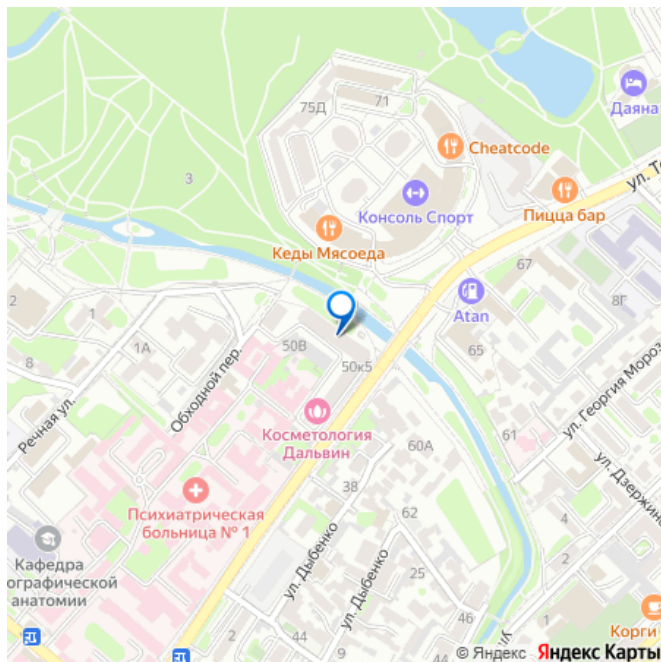 75Д
71
Даяна
Cheatcode
ул. То
3
Консоль Спорт
Пицца бар
Кеды Мясоеда
67
2
Atan
8Г
1
1А
50В
65
8
50к5
ул. Георгия Мороз
Обходной пер.
Речная ул.
Косметология
Дальвин
61
60А
ул. Дзержин
38
Психиатрическая
больница № 1
62
4
Кафедра
ографической
анатомии
ул. Дыбенко
ул. Дыбенко
25
2
46
Корги
2
44
9
4
© Яндекс Яндекс Карты